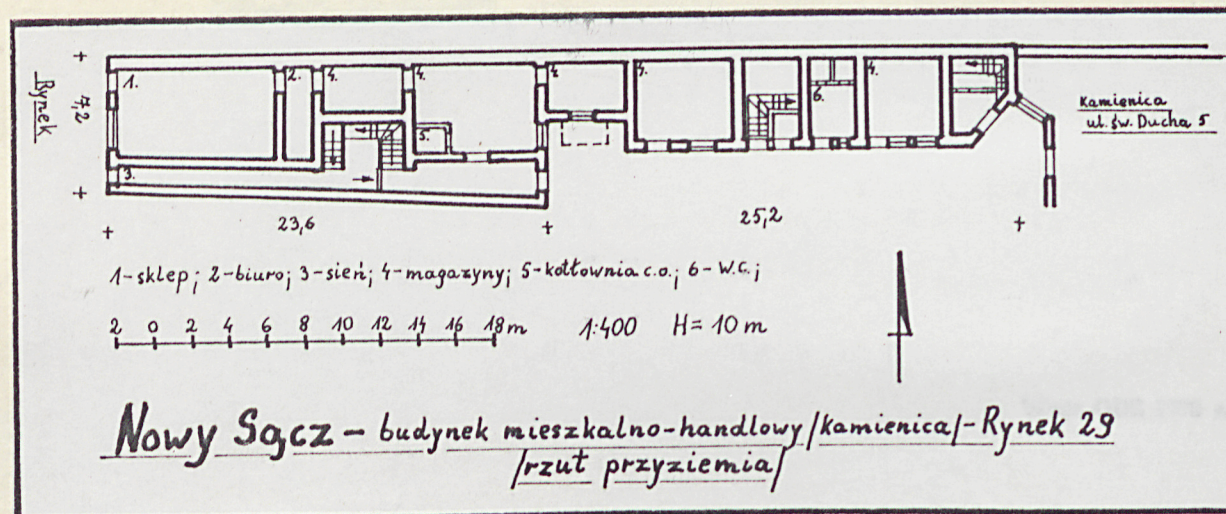 Rynek
7,2
1.
2.
4.
4.
4.
4.
4.
5.
6.
3.
Kamienica
ul. św. Ducha 5
23,6
25,2
1-sklep; 2-biuro; 3-sień; 4-magazyny; 5-kotłownia c.o.; 6-W.C.;
2 0 2 4 6 8 10 12 14 16 18m
1:400 H= 10 m
Nowy Sącz - budynek mieszkalno-handlowy /kamienica/- Rynek 29
/rzut przyziemia/